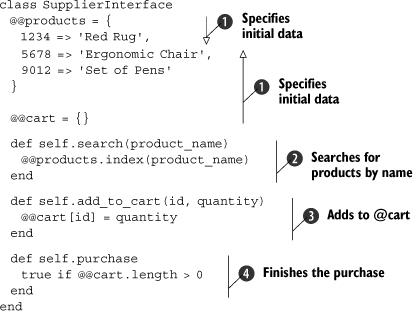 class SupplierInterface
@@products = {
1234 => 'Red Rug',
5678 => 'Ergonomic Chair',
9012 => 'Set of Pens'
}
1 Specifies
initial data
1 Specifies
initial data
@@cart = {}
def self.search(product_name)
@@products.index(product_name)
end
2 Searches for
products by name
def self.add_to_cart(id, quantity)
@@cart[id] = quantity
end
3 Adds to @cart
def self.purchase
true if @@cart.length > 0
end
4 Finishes the purchase
end